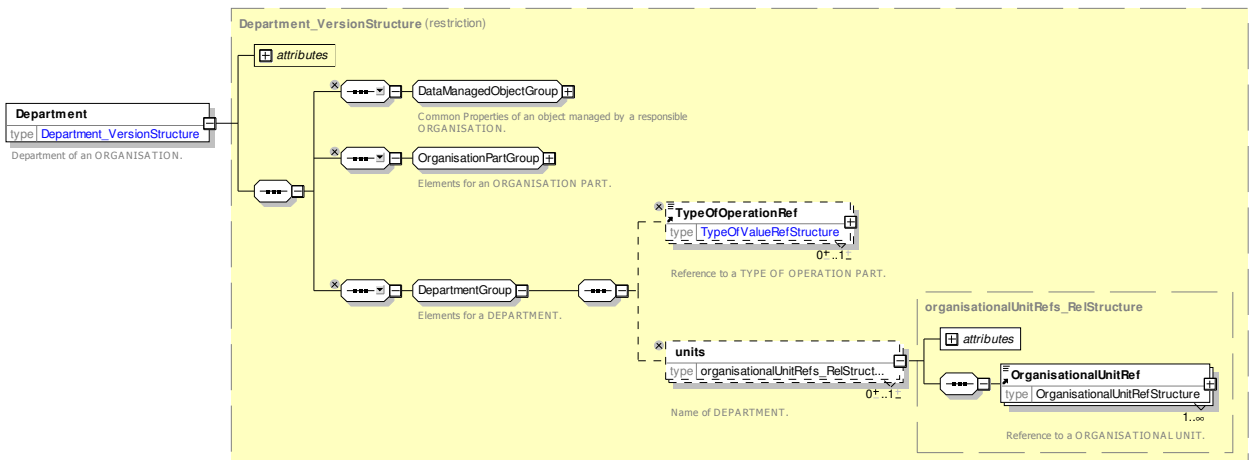 Department_VersionStructure (restriction)
attributes
DataManagedObjectGroup
Common Properties of an object managed by a responsible
ORGANISATION.
Department
type Department_VersionStructure
Department of an ORGANISATION.
OrganisationPartGroup
Elements for an ORGANISATION PART.
TypeOfOperationRef
type TypeOfValueRefStructure
0..1
Reference to a TYPE OF OPERATION PART.
DepartmentGroup
Elements for a DEPARTMENT.
organisationalUnitRefs_RelStructure
attributes
units
type organisationalUnitRefs_RelStruct...
0..1
Name of DEPARTMENT.
OrganisationalUnitRef
type OrganisationalUnitRefStructure
1..∞
Reference to a ORGANISATIONAL UNIT.